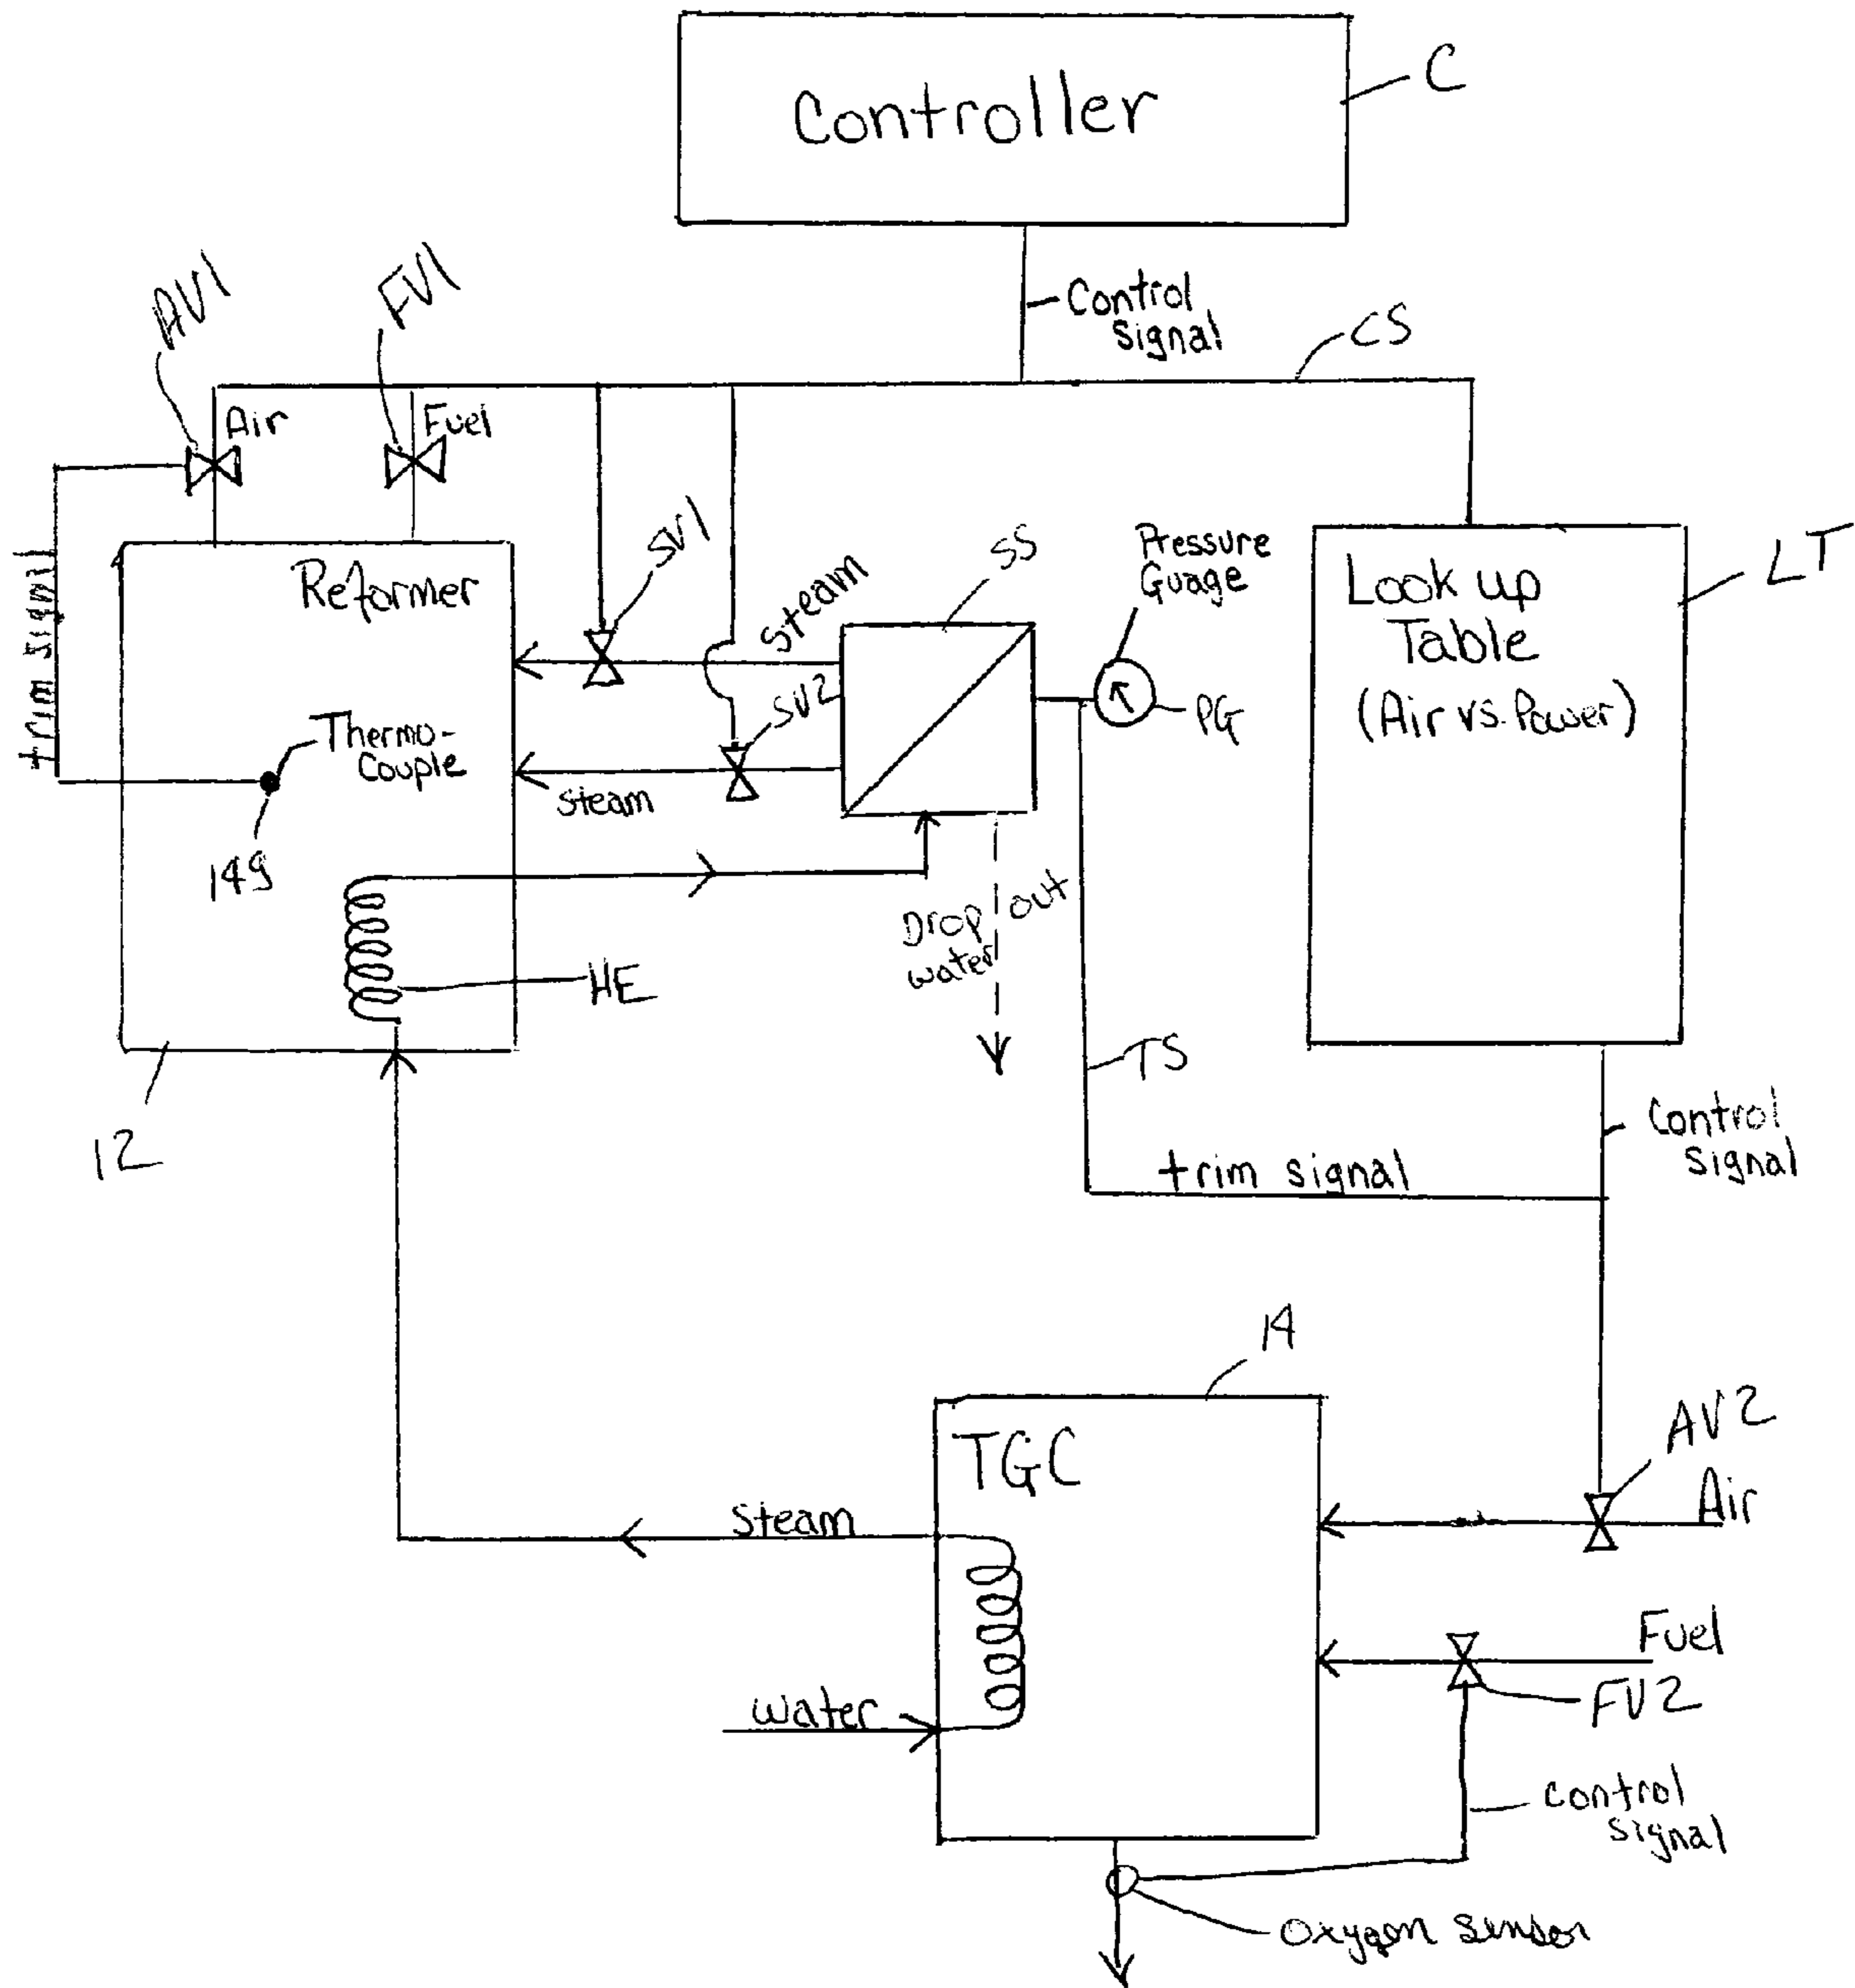 Controller
C
Control
Signal
CS
AV1
FV1
Air
Fuel
SV1
Steam
SS
Pressure
Guage
PG
LT
Look up
Table
(Air vs. Power)
Reformer
trim signal
Thermo-
Couple
149
SV2
Steam
HE
Drop out
water
TS
12
trim signal
Control
Signal
14
TGC
AV2
Air
Steam
Fuel
FV2
water
Control
Signal
Oxygen Sensor